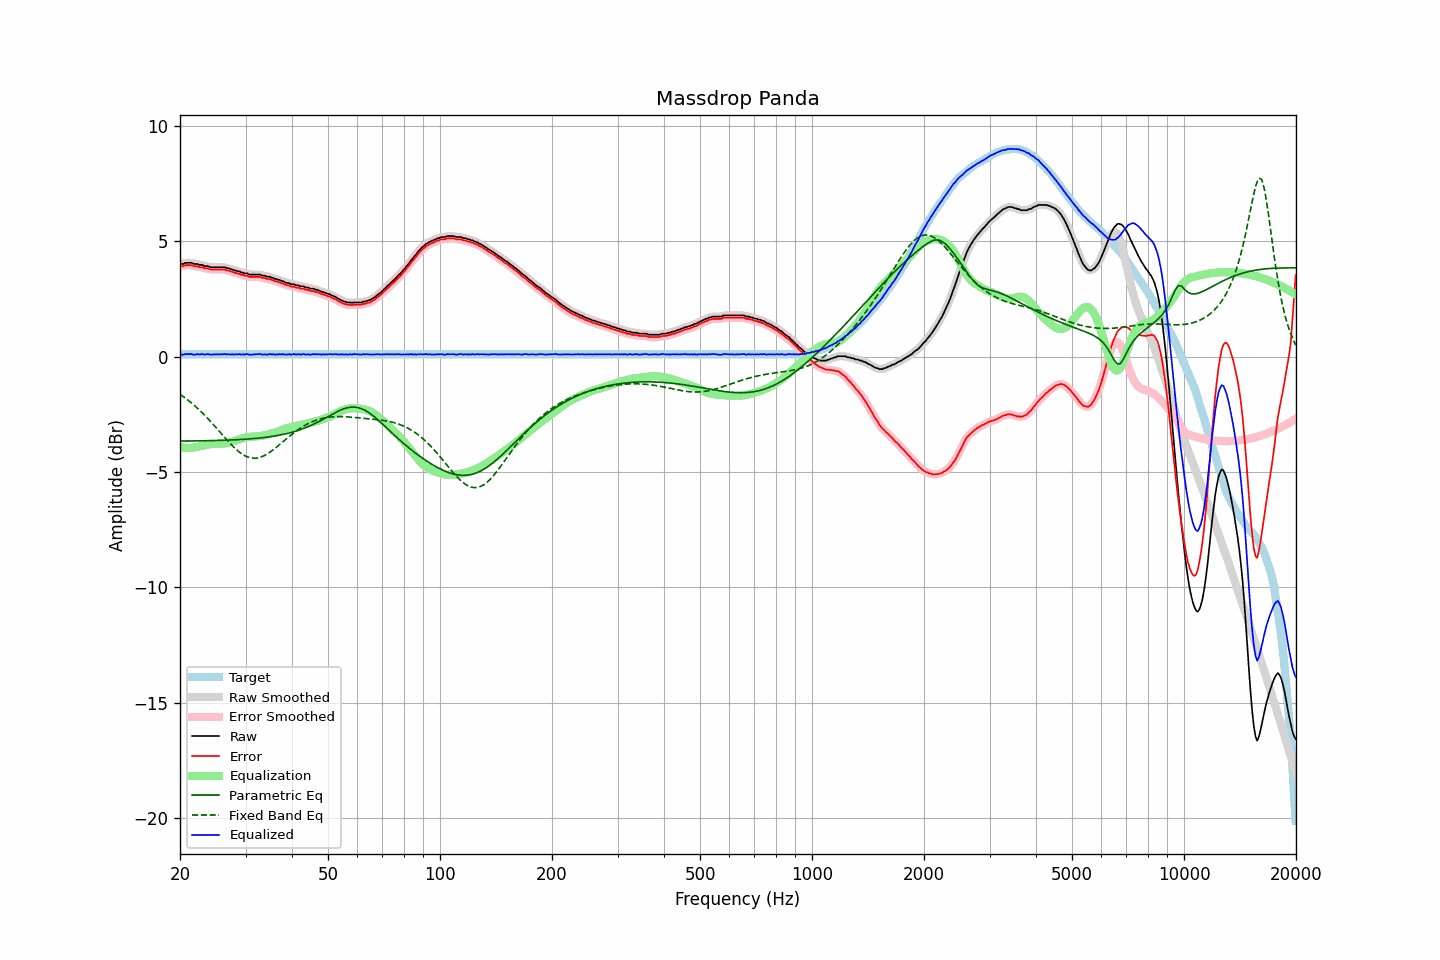 Massdrop Panda
Amplitude (dBr)
10
5
0
−5
−10
−15
−20
Target
Raw Smoothed
Error Smoothed
Raw
Error
Equalization
Parametric Eq
Fixed Band Eq
Equalized
20 50 100 200 500 1000 2000 5000 10000 20000
Frequency (Hz)